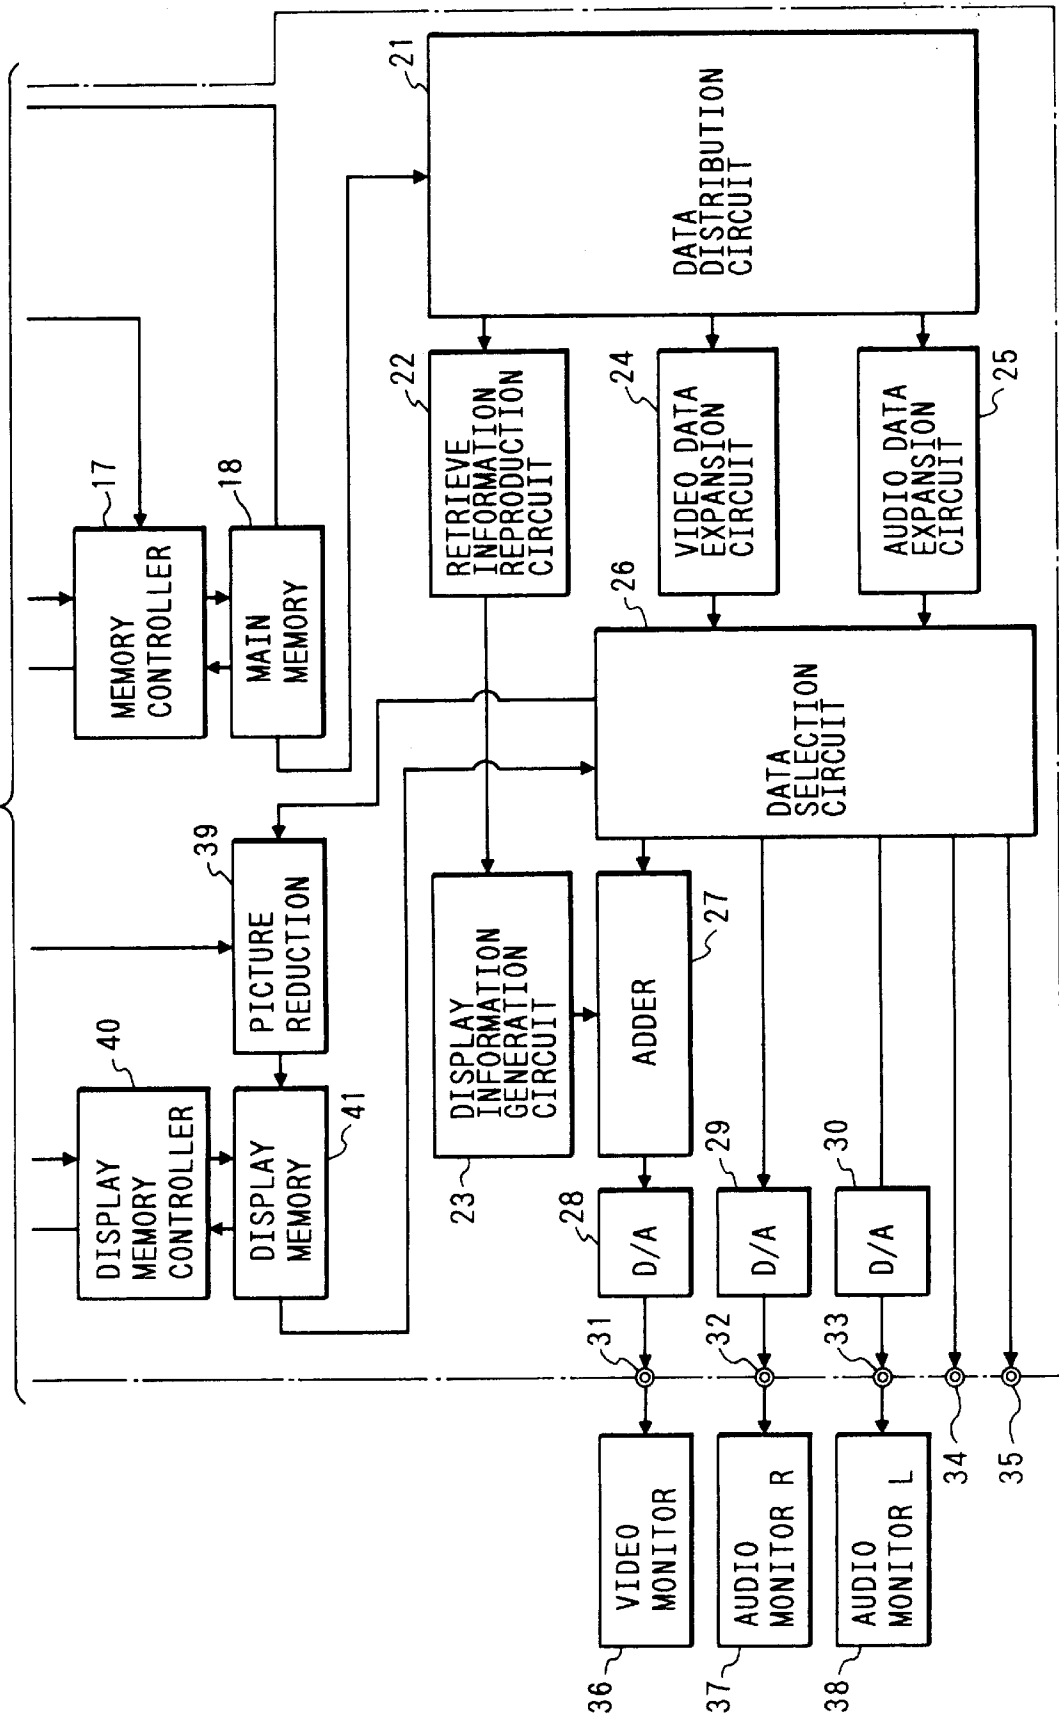 17
MEMORY
CONTROLLER
18
MAIN
MEMORY
21
DATA
DISTRIBUTION
CIRCUIT
22
RETRIEVE
INFORMATION
REPRODUCTION
CIRCUIT
24
VIDEO DATA
EXPANSION
CIRCUIT
25
AUDIO DATA
EXPANSION
CIRCUIT
26
DATA
SELECTION
CIRCUIT
39
PICTURE
REDUCTION
40
DISPLAY
MEMORY
CONTROLLER
41
DISPLAY
MEMORY
23
DISPLAY
INFORMATION
GENERATION
CIRCUIT
27
ADDER
28
D/A
29
D/A
30
D/A
31
32
33
34
35
36
VIDEO
MONITOR
37
AUDIO
MONITOR R
38
AUDIO
MONITOR L